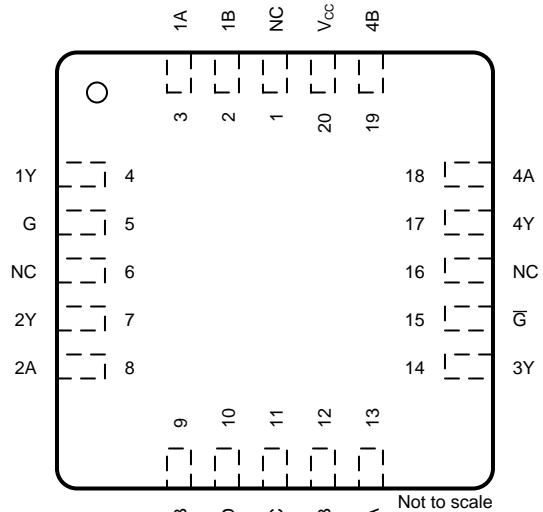 1A 1B NC VCC 4B
3 2 1 20 19
1Y 4 18 4A
G 5 17 4Y
NC 6 16 NC
2Y 7 15 G̅
2A 8 14 3Y
9 10 11 12 13
Not to scale